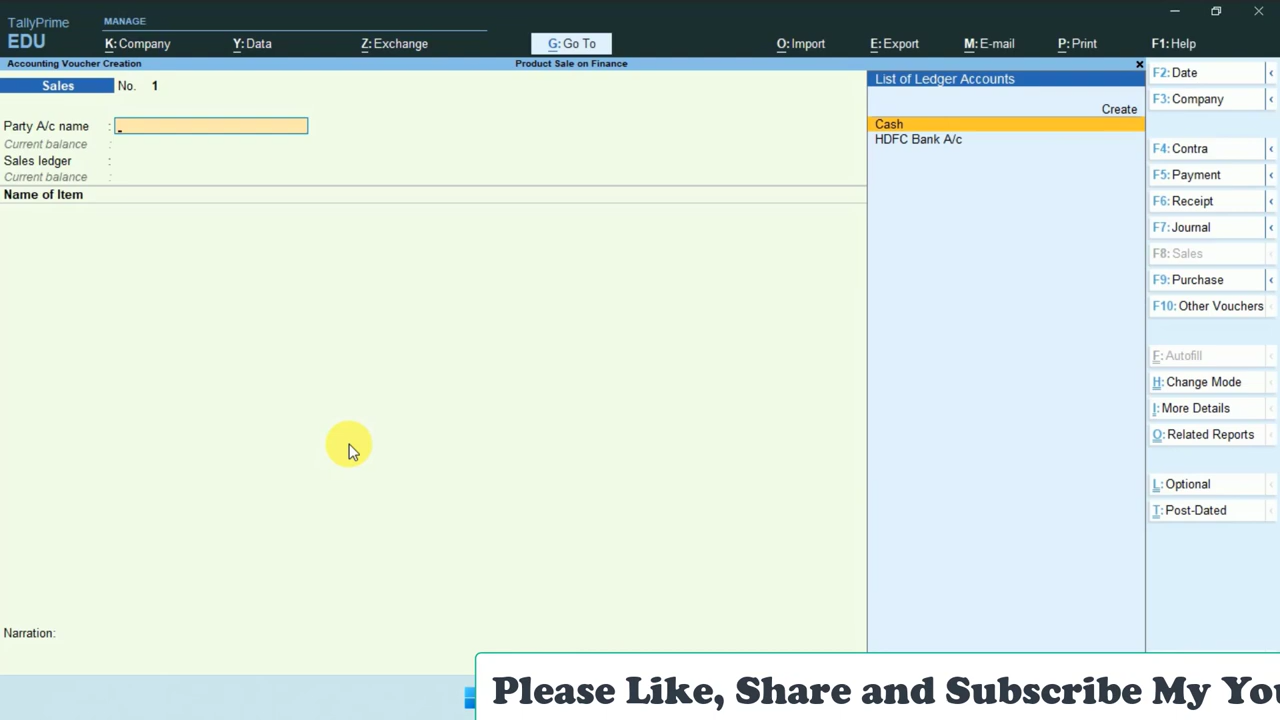 TallyPrime
EDU
MANAGE
K: Company
Y: Data
Z: Exchange
G: Go To
O: Import
E: Export
M: E-mail
P: Print
F1: Help
Accounting Voucher Creation
Product Sale on Finance
Sales No. 1
Party A/c name :
Current balance :
Sales ledger :
Current balance :
Name of Item
Narration:
List of Ledger Accounts
Create
Cash
HDFC Bank A/c
F2: Date
F3: Company
F4: Contra
F5: Payment
F6: Receipt
F7: Journal
F8: Sales
F9: Purchase
F10: Other Vouchers
F: Autofill
H: Change Mode
I: More Details
O: Related Reports
L: Optional
T: Post-Dated
Please Like, Share and Subscribe My You